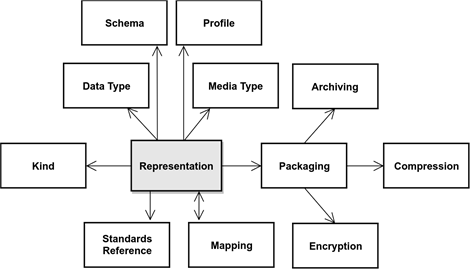 Schema
Profile
Data Type
Media Type
Archiving
Kind
Representation
Packaging
Compression
Standards
Reference
Mapping
Encryption